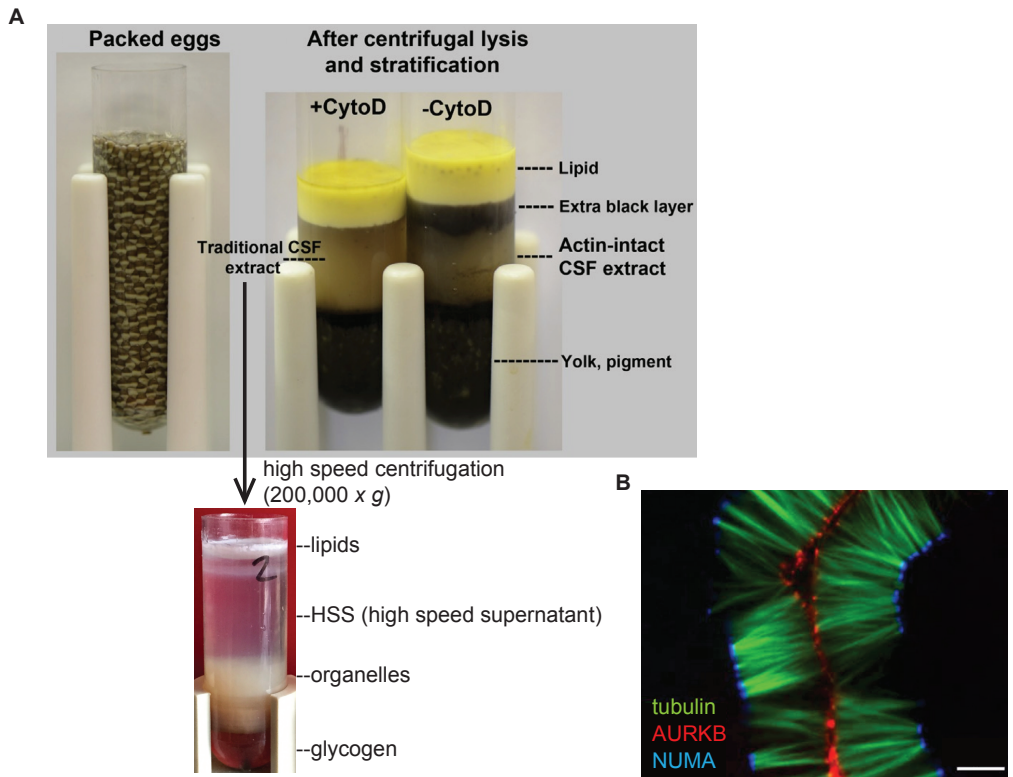 A
Packed eggs
After centrifugal lysis
and stratification
+CytoD
-CytoD
Lipid
Extra black layer
Traditional CSF
extract
Actin-intact
CSF extract
Yolk, pigment
high speed centrifugation
(200,000 x g)
2
--lipids
--HSS (high speed supernatant)
--organelles
--glycogen
B
tubulin
AURKB
NUMA